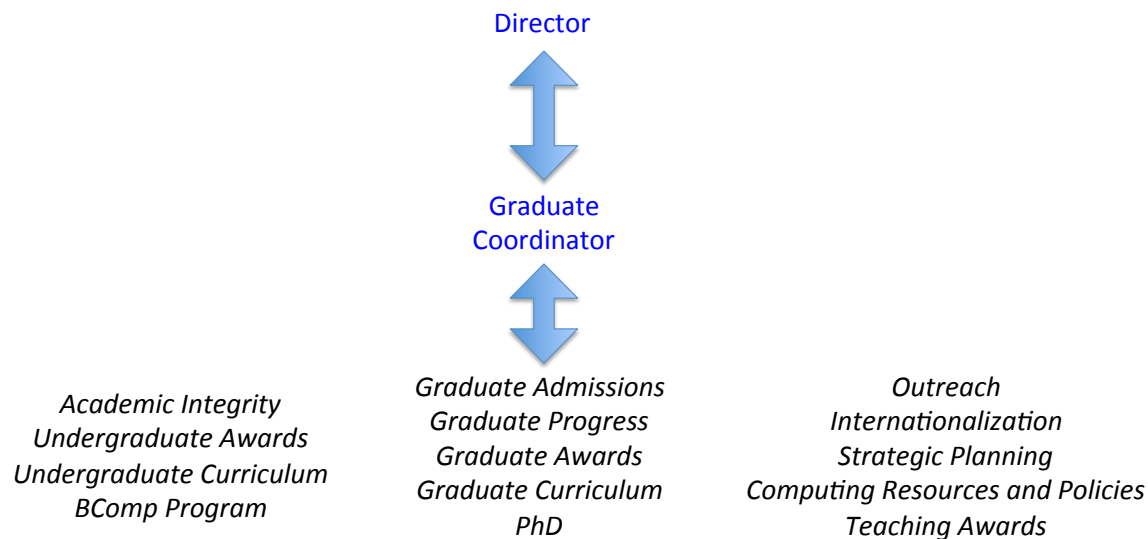 Director
Graduate
Coordinator
Academic Integrity
Undergraduate Awards
Undergraduate Curriculum
BComp Program
Graduate Admissions
Graduate Progress
Graduate Awards
Graduate Curriculum
PhD
Outreach
Internationalization
Strategic Planning
Computing Resources and Policies
Teaching Awards